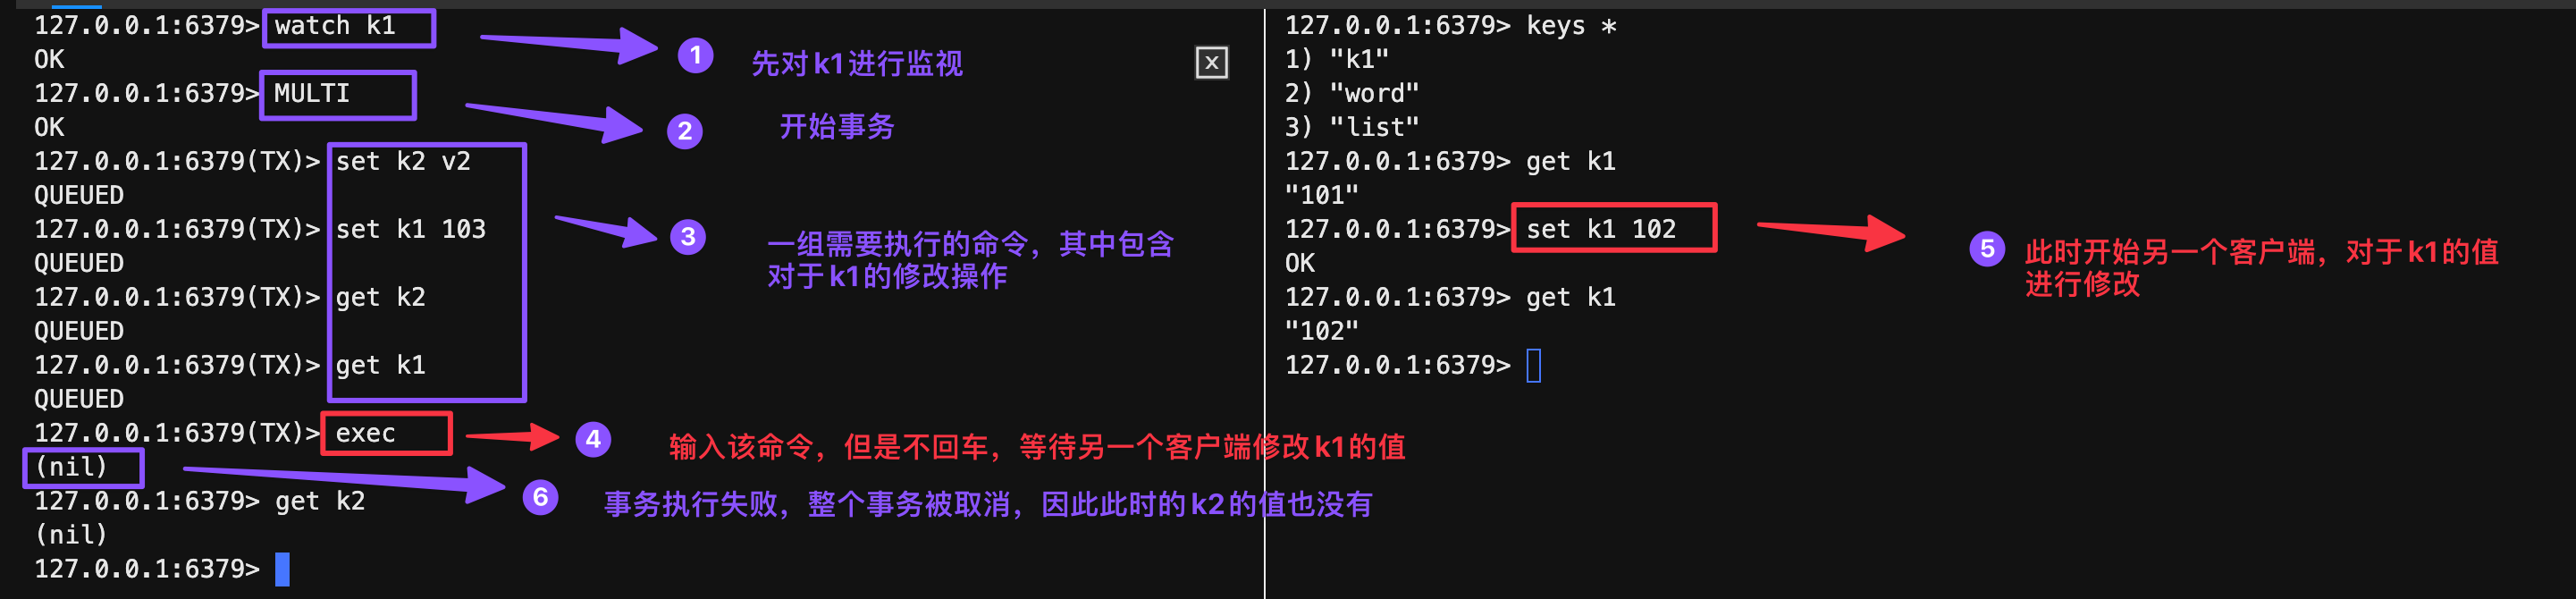 127.0.0.1:6379> watch k1
OK
127.0.0.1:6379> MULTI
OK
127.0.0.1:6379(TX)> set k2 v2
QUEUED
127.0.0.1:6379(TX)> set k1 103
QUEUED
127.0.0.1:6379(TX)> get k2
QUEUED
127.0.0.1:6379(TX)> get k1
QUEUED
127.0.0.1:6379(TX)> exec
(nil)
127.0.0.1:6379> get k2
(nil)
127.0.0.1:6379>
1 先对k1进行监视
2 开始事务
3 一组需要执行的命令，其中包含
对于k1的修改操作
4 输入该命令，但是不回车，等待另一个客户端修改k1的值
6 事务执行失败，整个事务被取消，因此此时的k2的值也没有
x
127.0.0.1:6379> keys *
1) "k1"
2) "word"
3) "list"
127.0.0.1:6379> get k1
"101"
127.0.0.1:6379> set k1 102
OK
127.0.0.1:6379> get k1
"102"
127.0.0.1:6379>
5 此时开始另一个客户端，对于k1的值
进行修改